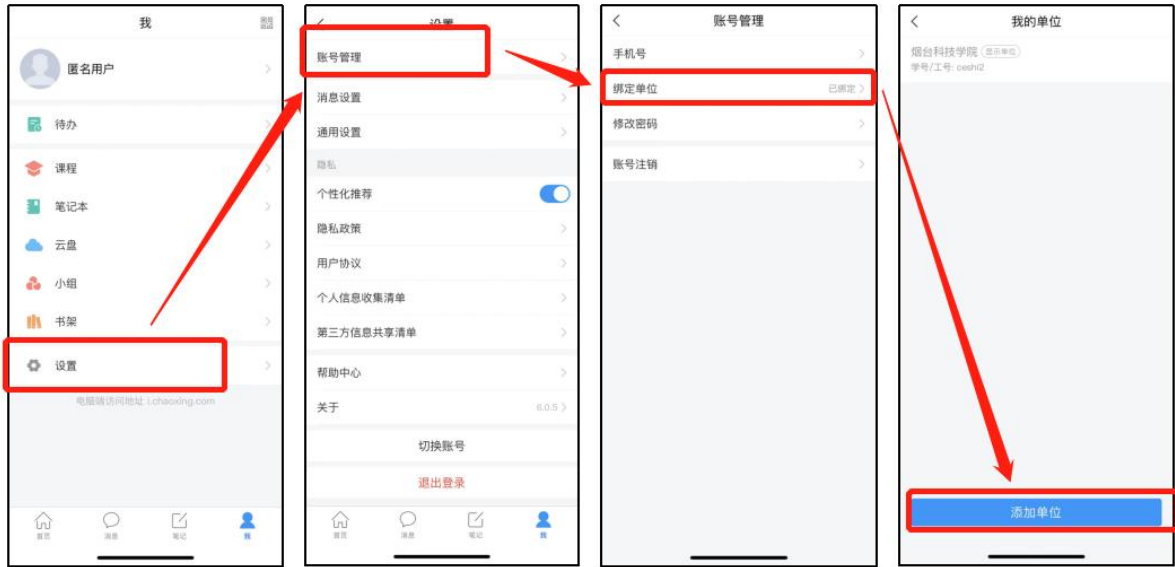 我
匿名用户
待办
课程
笔记本
云盘
小组
书架
设置
电脑端访问地址 i.chaoxing.com
首页
消息
笔记
我
设置
账号管理
消息设置
通用设置
隐私
个性化推荐
隐私政策
用户协议
个人信息收集清单
第三方信息共享清单
帮助中心
关于
6.0.5
切换账号
退出登录
首页
消息
笔记
我
账号管理
手机号
绑定单位
已绑定
修改密码
账号注销
我的单位
烟台科技学院 显示单位
学号/工号: ceshi2
添加单位